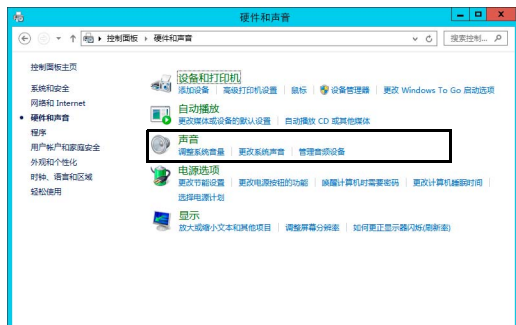 硬件和声音
控制面板 硬件和声音
搜索控制...
控制面板主页
系统和安全
网络和 Internet
硬件和声音
程序
用户帐户和家庭安全
外观和个性化
时钟、语言和区域
轻松使用
设备和打印机
添加设备 高级打印机设置 鼠标 设备管理器 更改 Windows To Go 启动选项
自动播放
更改媒体或设备的默认设置 自动播放 CD 或其他媒体
声音
调整系统音量 更改系统声音 管理音频设备
电源选项
更改节能设置 更改电源按钮的功能 唤醒计算机时需要密码 更改计算机睡眠时间
选择电源计划
显示
放大或缩小文本和其他项目 调整屏幕分辨率 如何更正显示器闪烁(刷新率)